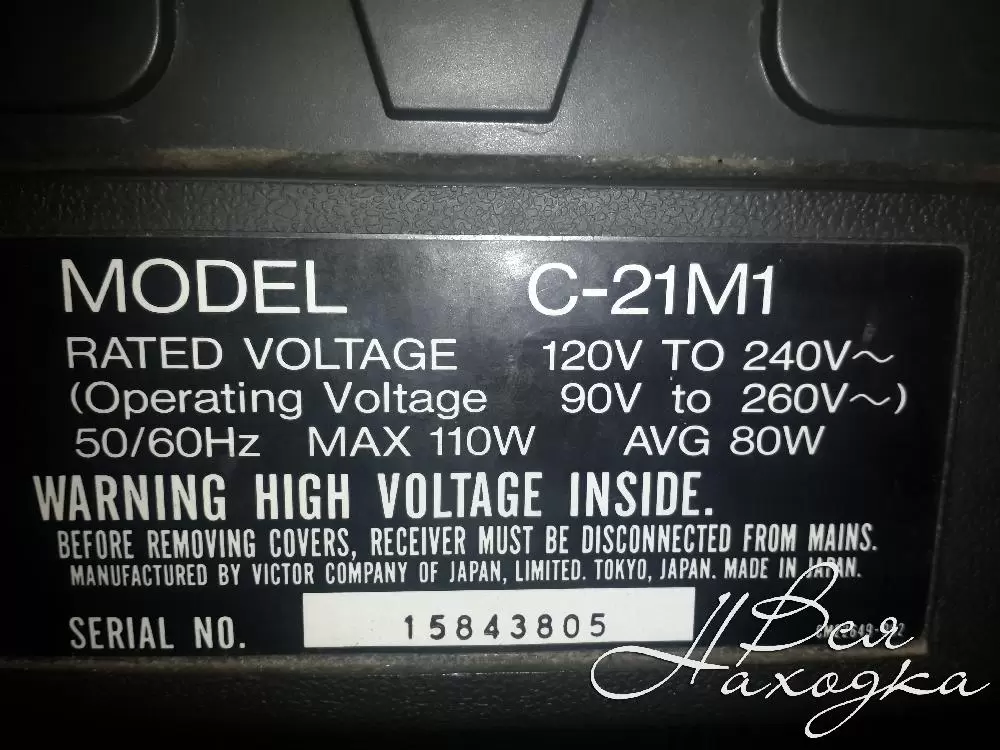 MODEL C-21M1
RATED VOLTAGE 120V TO 240V～
(Operating Voltage 90V to 260V～)
50/60Hz MAX 110W AVG 80W
WARNING HIGH VOLTAGE INSIDE.
BEFORE REMOVING COVERS, RECEIVER MUST BE DISCONNECTED FROM MAINS.
MANUFACTURED BY VICTOR COMPANY OF JAPAN, LIMITED. TOKYO, JAPAN. MADE IN JAPAN.
SERIAL NO. 15843805
Вся
Находка